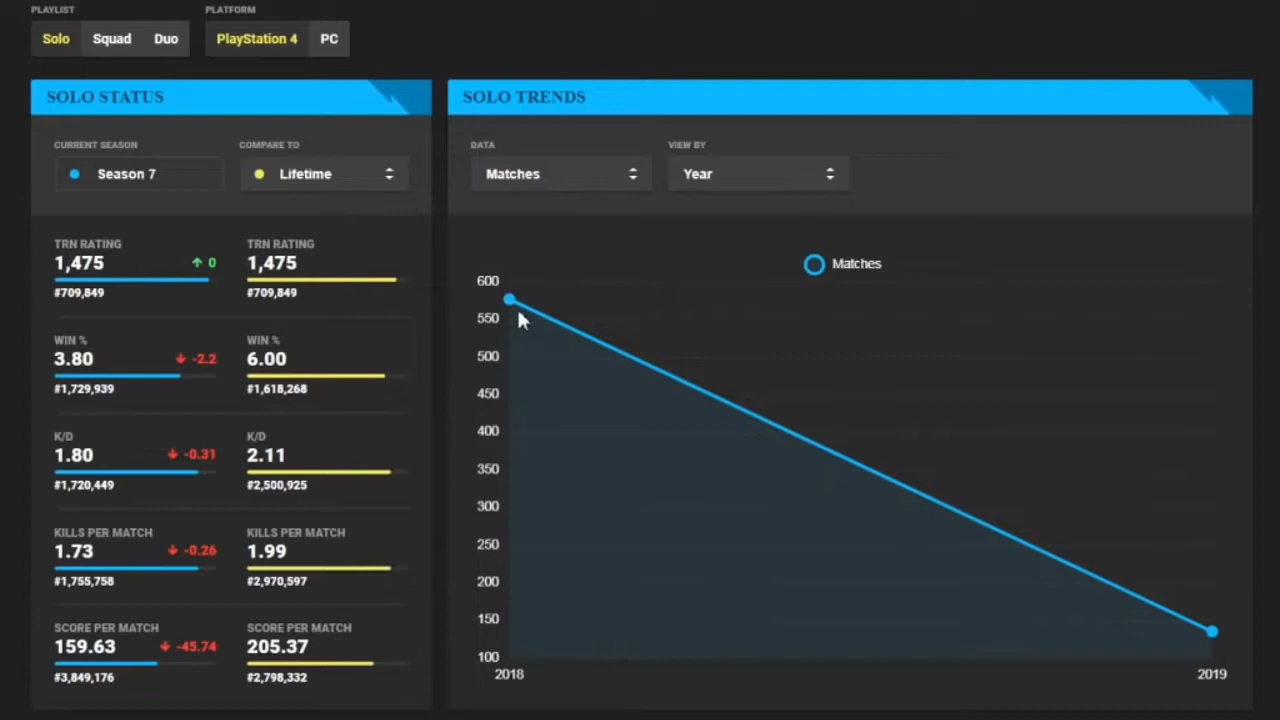 PLAYLIST PLATFORM
Solo Squad Duo PlayStation 4 PC
SOLO STATUS
CURRENT SEASON COMPARE TO
Season 7 Lifetime
TRN RATING TRN RATING
1,475 0 1,475
#709,849 #709,849
WIN % WIN %
3.80 -2.2 6.00
#1,729,939 #1,618,268
K/D K/D
1.80 -0.31 2.11
#1,720,449 #2,500,925
KILLS PER MATCH KILLS PER MATCH
1.73 -0.26 1.99
#1,755,758 #2,970,597
SCORE PER MATCH SCORE PER MATCH
159.63 -45.74 205.37
#3,849,176 #2,798,332
SOLO TRENDS
DATA VIEW BY
Matches Year
Matches
600
550
500
450
400
350
300
250
200
150
100
2018 2019